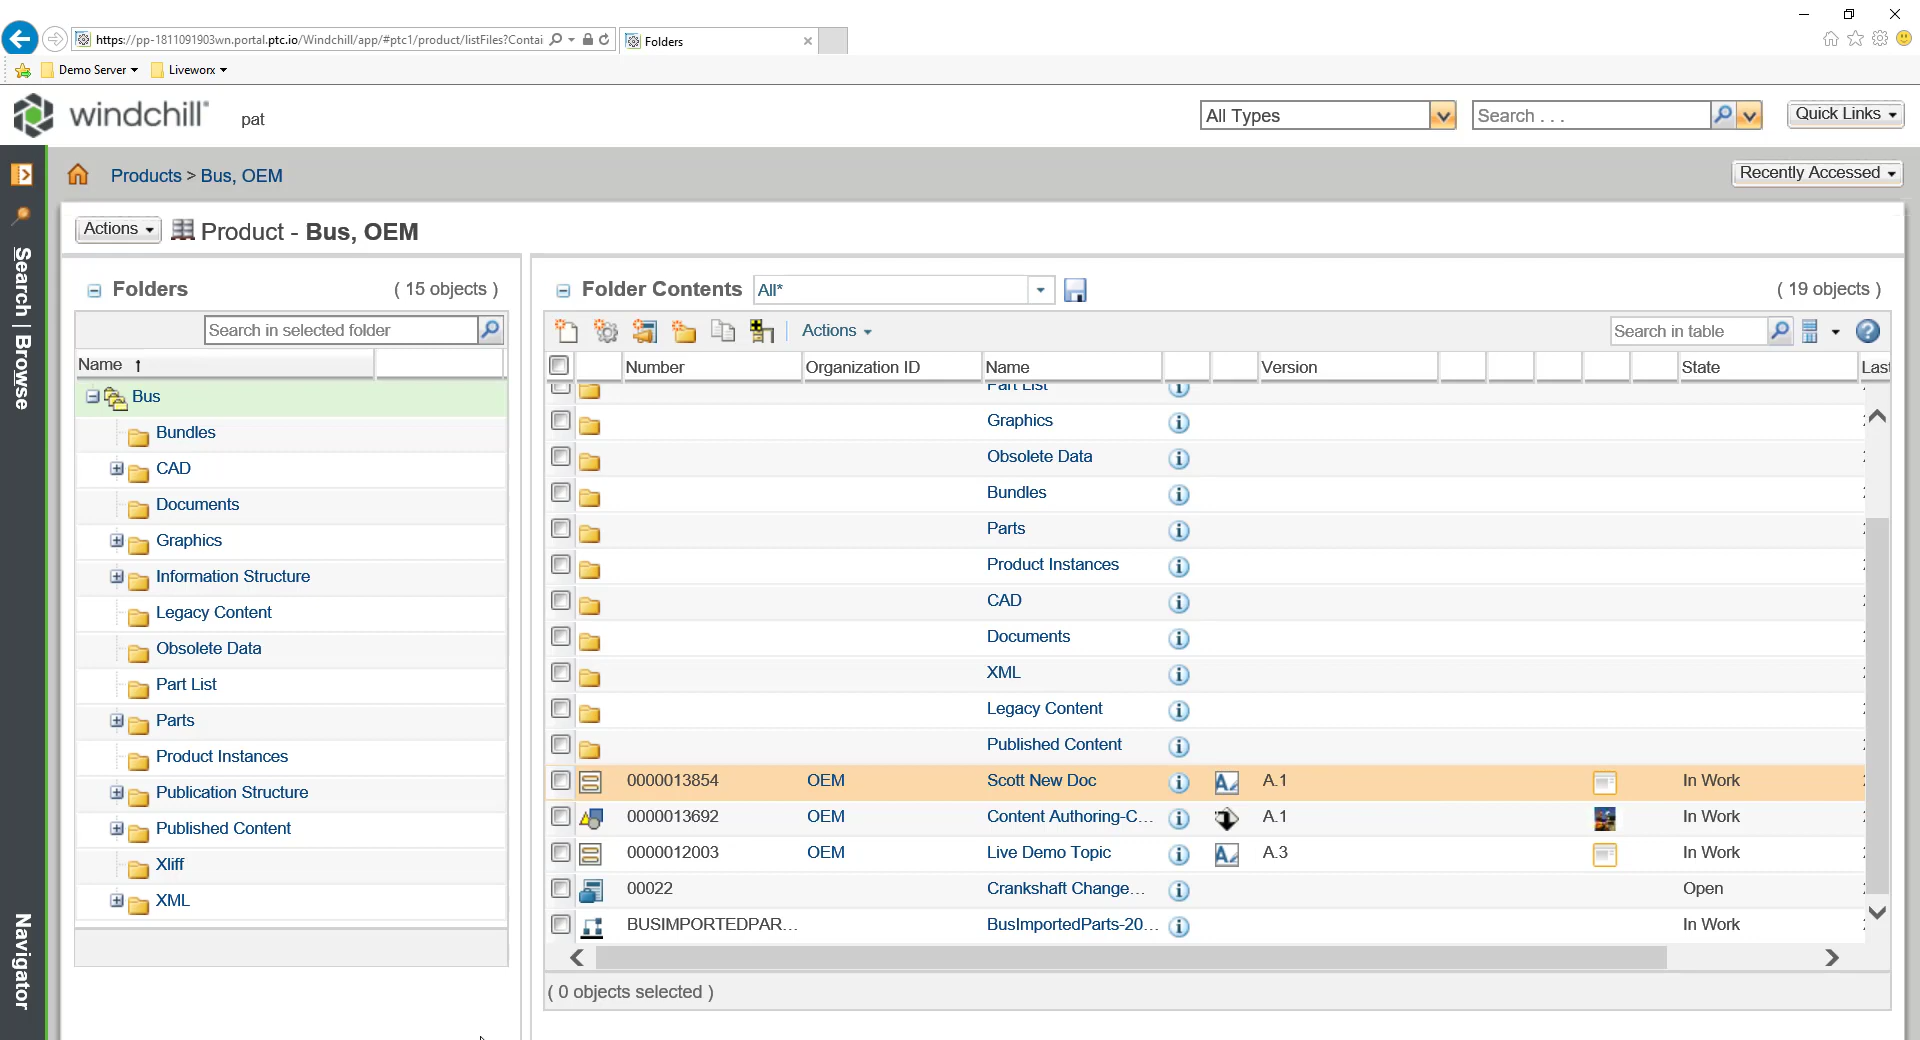 https://pp-1811091903wn.portal.ptc.io/Windchill/app/#ptc1/product/listFiles?Contai
Folders
Demo Server
Liveworx
windchill
pat
All Types
Search . . .
Quick Links
Products > Bus, OEM
Recently Accessed
Search | Browse
Navigator
Actions
Product - Bus, OEM
Folders
( 15 objects )
Search in selected folder
Name ↑
Bus
Bundles
CAD
Documents
Graphics
Information Structure
Legacy Content
Obsolete Data
Part List
Parts
Product Instances
Publication Structure
Published Content
Xliff
XML
Folder Contents
All*
( 19 objects )
Actions
Search in table
Number Organization ID Name Version State Last
Part List
Graphics
Obsolete Data
Bundles
Parts
Product Instances
CAD
Documents
XML
Legacy Content
Published Content
0000013854 OEM Scott New Doc A.1 In Work
0000013692 OEM Content Authoring-C... A.1 In Work
0000012003 OEM Live Demo Topic A.3 In Work
00022 Crankshaft Change... Open
BUSIMPORTEDPAR... BusImportedParts-20... In Work
( 0 objects selected )